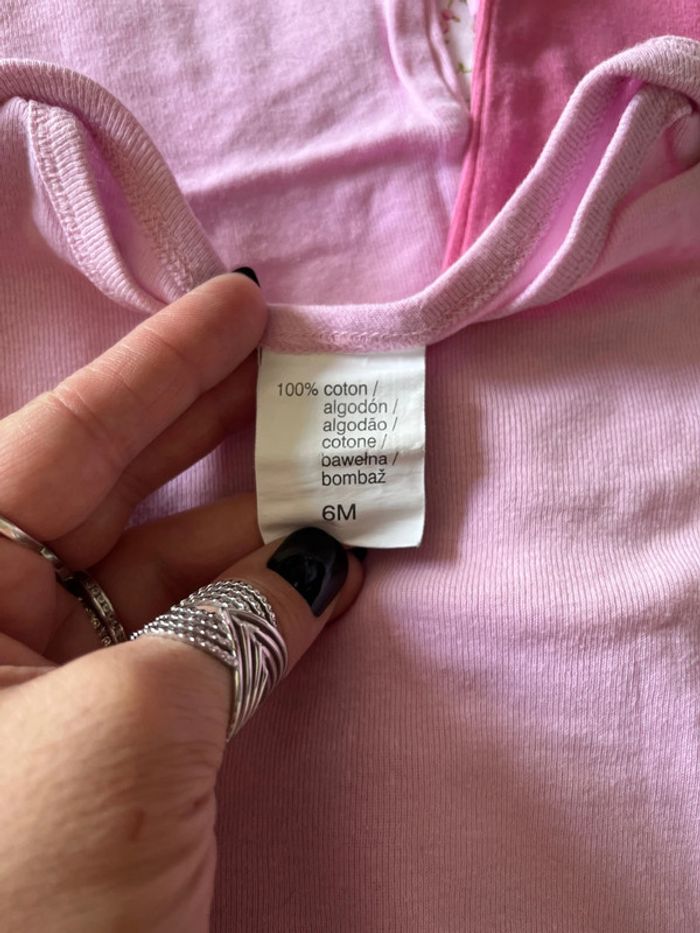 100% coton /
algodón /
algodão /
cotone /
bawełna /
bombaž
6M